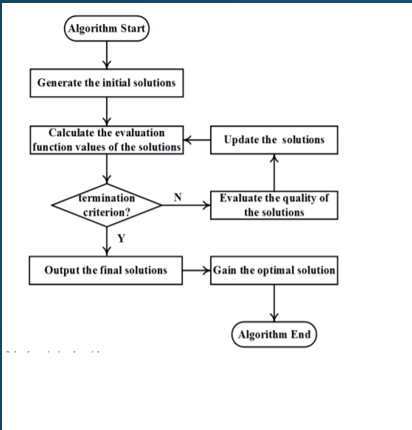 Algorithm Start
Generate the initial solutions
Calculate the evaluation
function values of the solutions
Update the solutions
termination
criterion?
N
Evaluate the quality of
the solutions
Y
Output the final solutions
Gain the optimal solution
Algorithm End